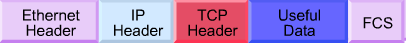 Ethernet Header
IP Header
TCP Header
Useful Data
FCS